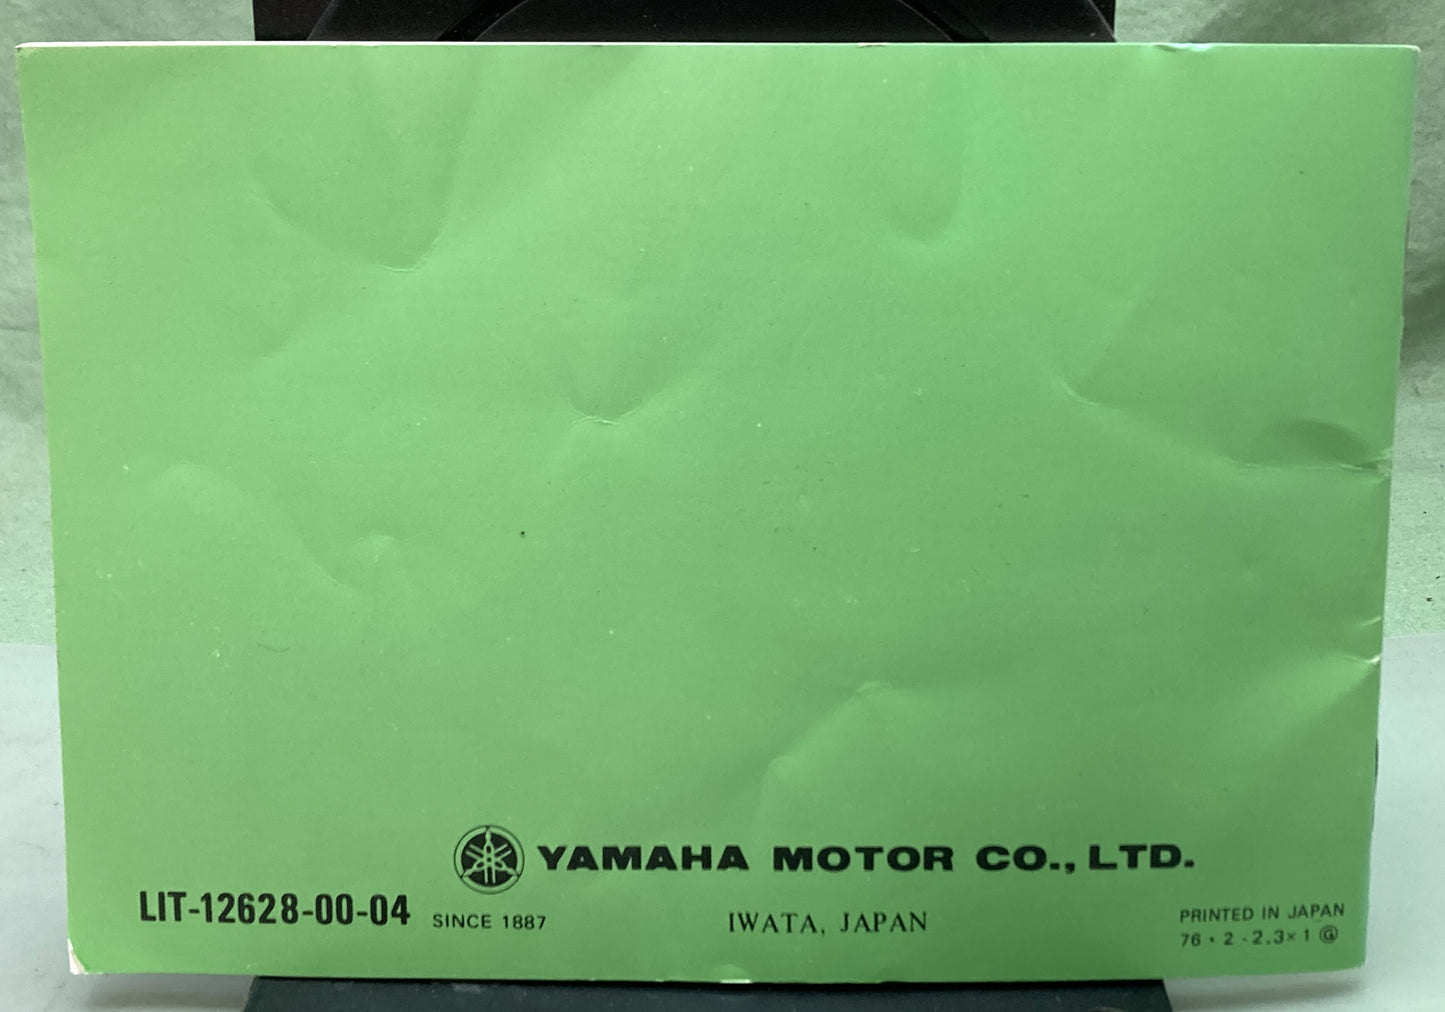 YAMAHA MOTOR CO., LTD.
LIT-12628-00-04
SINCE 1887
IWATA, JAPAN
PRINTED IN JAPAN
76 · 2 - 2.3 × 1 Ⓖ